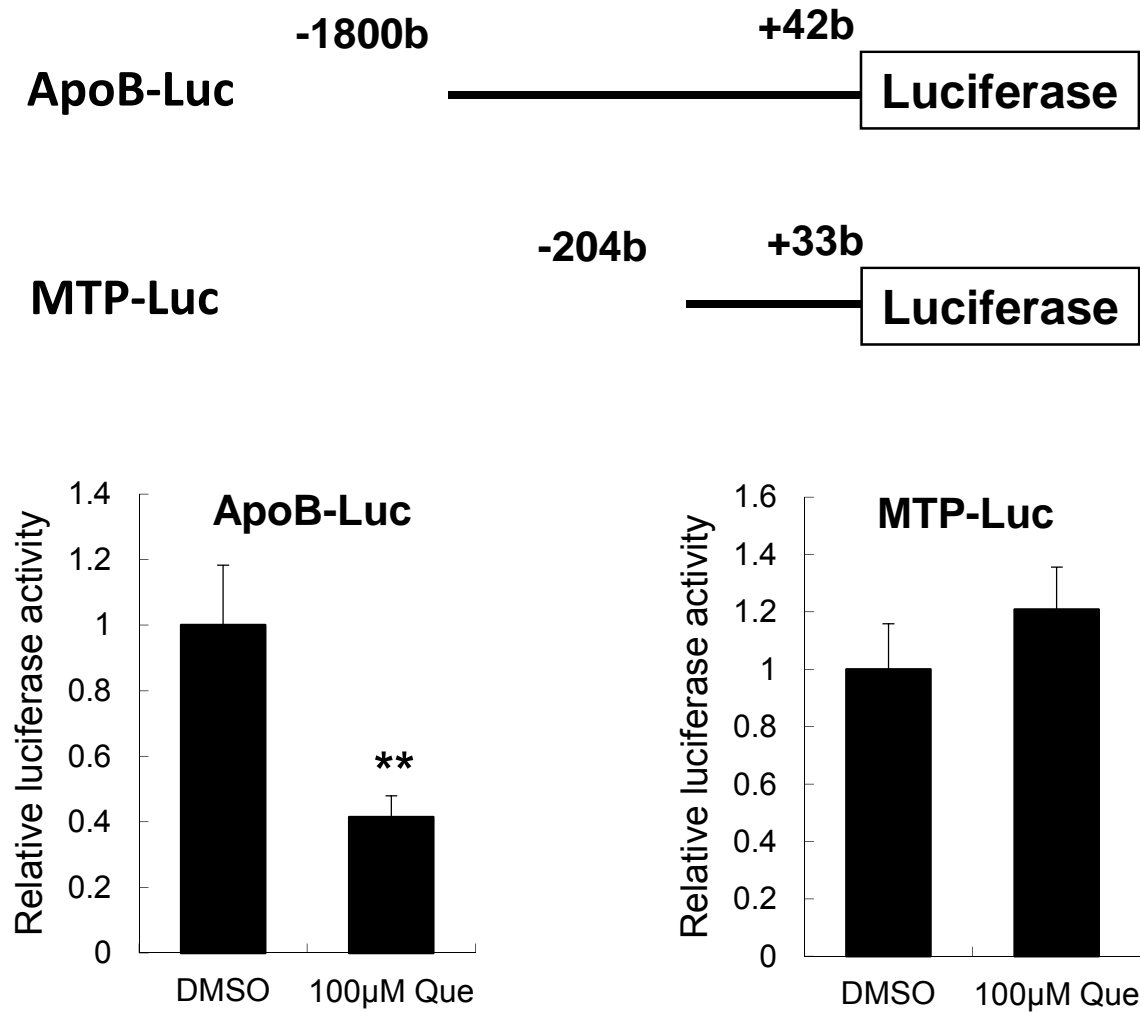 -1800b +42b
ApoB-Luc Luciferase
-204b +33b
MTP-Luc Luciferase
ApoB-Luc
Relative luciferase activity
1.4
1.2
1
0.8
0.6
0.4
0.2
0
**
DMSO 100µM Que
MTP-Luc
Relative luciferase activity
1.6
1.4
1.2
1
0.8
0.6
0.4
0.2
0
DMSO 100µM Que